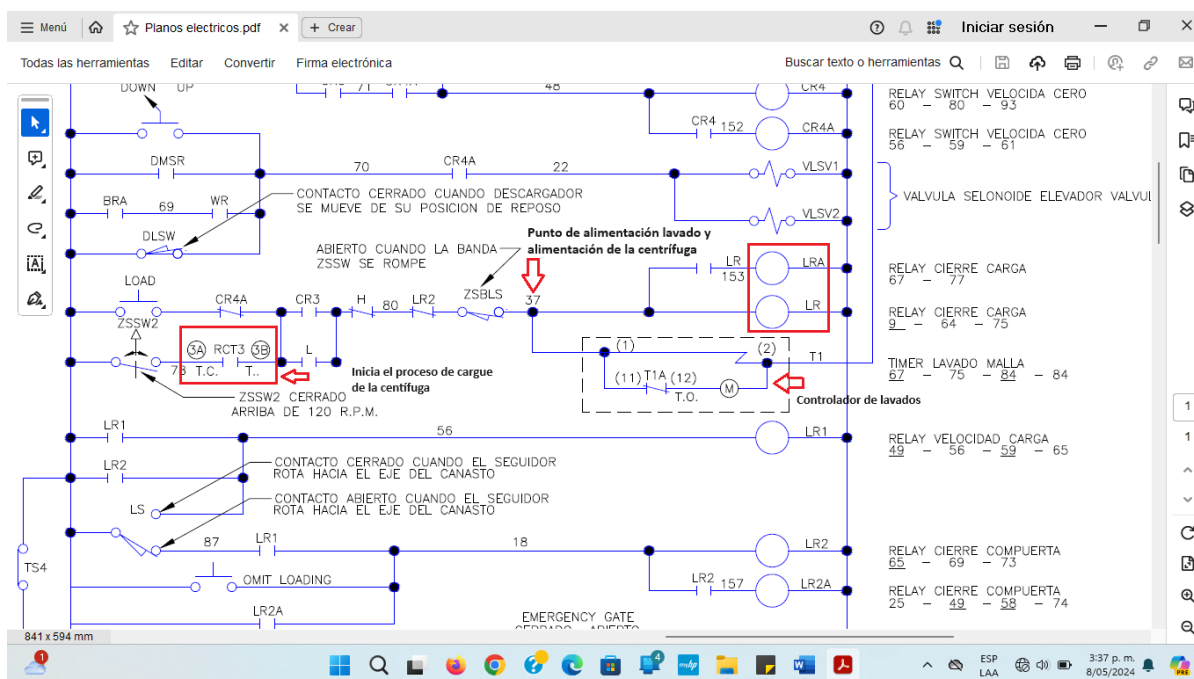 Menú
Planos electricos.pdf
Crear
Iniciar sesión
Todas las herramientas
Editar
Convertir
Firma electrónica
Buscar texto o herramientas
DOWN UP
71
48
CR4
RELAY SWITCH VELOCIDA CERO
60 – 80 – 93
CR4 152
CR4A
RELAY SWITCH VELOCIDA CERO
56 – 59 – 61
DMSR
70
CR4A
22
VLSV1
BRA
69
WR
CONTACTO CERRADO CUANDO DESCARGADOR
SE MUEVE DE SU POSICION DE REPOSO
VALVULA SELONOIDE ELEVADOR VALVUL
VLSV2
DLSW
Punto de alimentación lavado y
alimentación de la centrífuga
ABIERTO CUANDO LA BANDA
ZSSW SE ROMPE
LR
153
LRA
RELAY CIERRE CARGA
67 – 77
LOAD
CR4A
CR3
H
80
LR2
ZSBLS
37
LR
RELAY CIERRE CARGA
9 – 64 – 75
ZSSW2
3A RCT3 3B
73
T.C.
T..
L
Inicia el proceso de cargue
de la centífuga
(1)
(2)
T1
(11) T1A (12)
T.O.
M
TIMER LAVADO MALLA
67 – 75 – 84 – 84
Controlador de lavados
ZSSW2 CERRADO
ARRIBA DE 120 R.P.M.
LR1
56
LR1
RELAY VELOCIDAD CARGA
49 – 56 – 59 – 65
LR2
CONTACTO CERRADO CUANDO EL SEGUIDOR
ROTA HACIA EL EJE DEL CANASTO
LS
CONTACTO ABIERTO CUANDO EL SEGUIDOR
ROTA HACIA EL EJE DEL CANASTO
87
LR1
18
LR2
RELAY CIERRE COMPUERTA
65 – 69 – 73
TS4
OMIT LOADING
LR2 157
LR2A
RELAY CIERRE COMPUERTA
25 – 49 – 58 – 74
LR2A
EMERGENCY GATE
1
1
841 x 594 mm
1
4
ESP
LAA
3:37 p. m.
8/05/2024